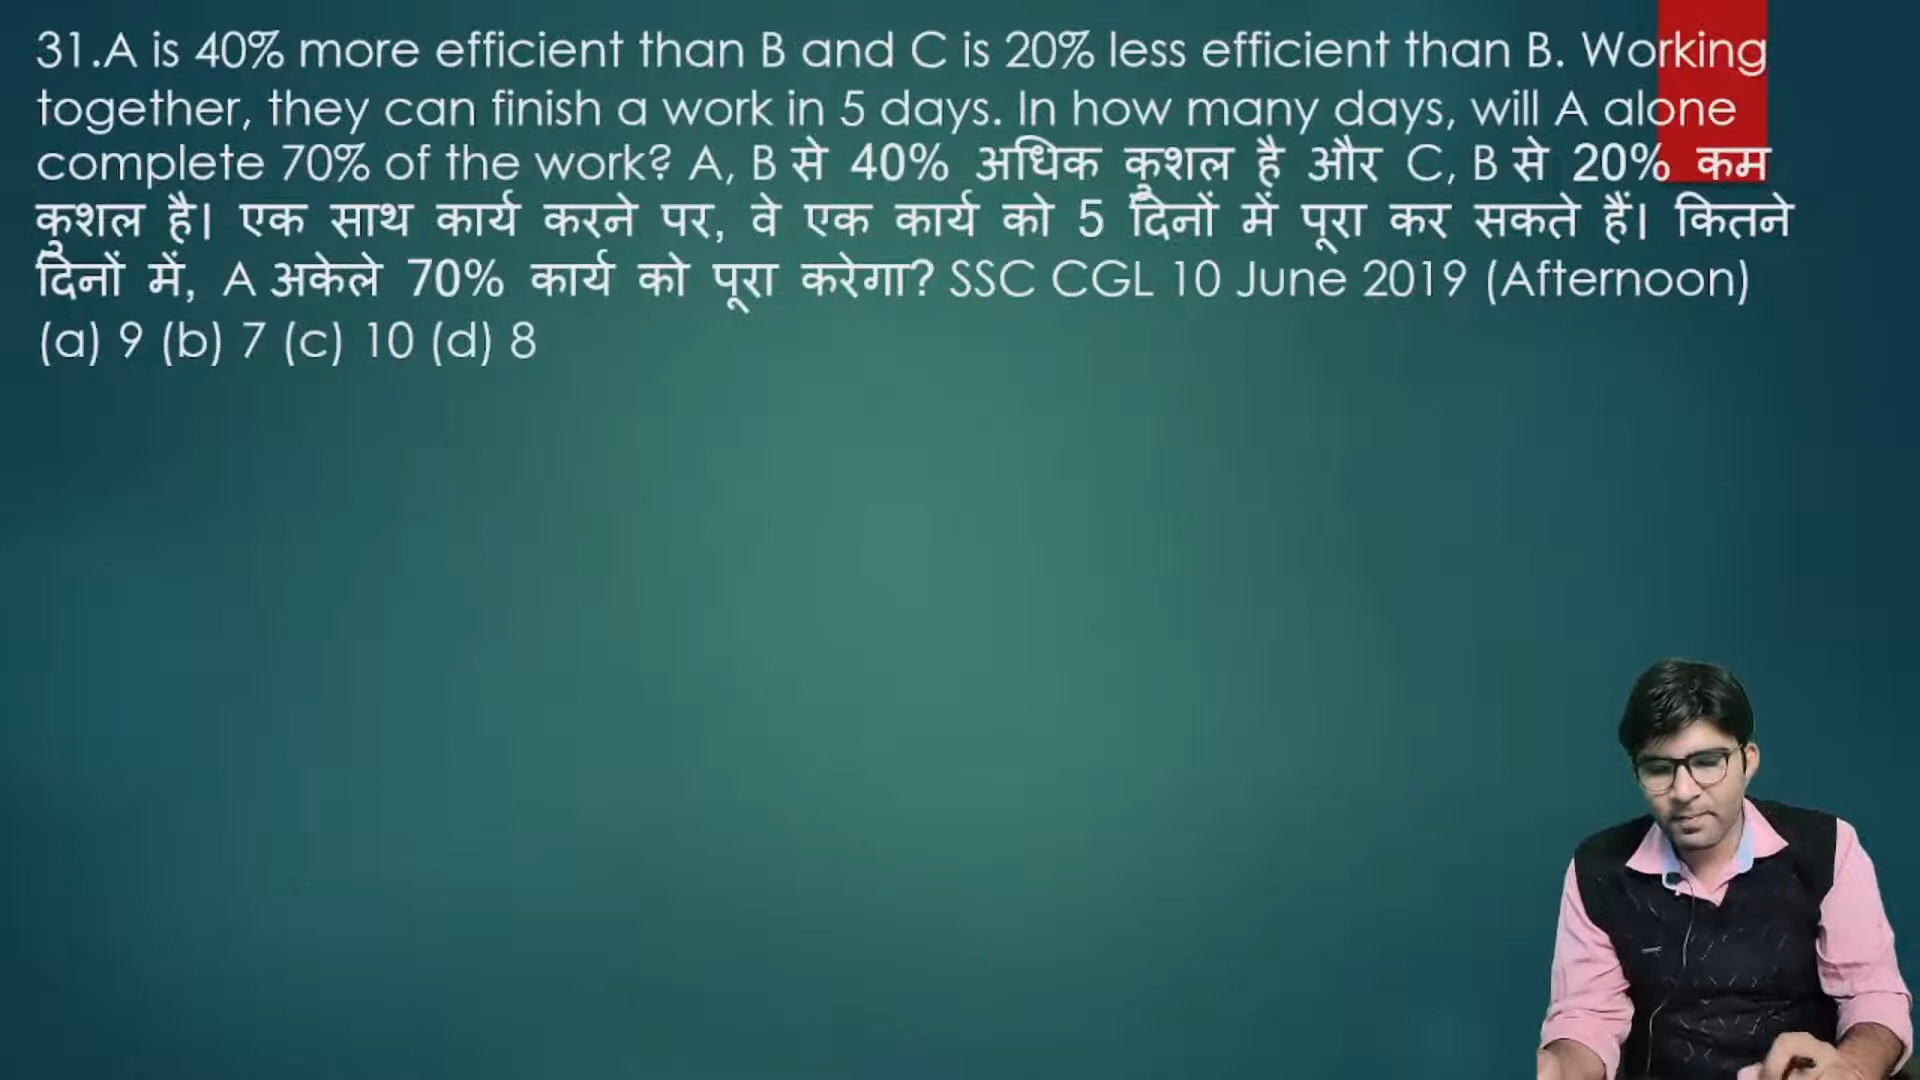 31.A is 40% more efficient than B and C is 20% less efficient than B. Working
together, they can finish a work in 5 days. In how many days, will A alone
complete 70% of the work? A, B से 40% अधिक कुशल है और C, B से 20% कम
कुशल है। एक साथ कार्य करने पर, वे एक कार्य को 5 दिनों में पूरा कर सकते हैं। कितने
दिनों में, A अकेले 70% कार्य को पूरा करेगा? SSC CGL 10 June 2019 (Afternoon)
(a) 9 (b) 7 (c) 10 (d) 8